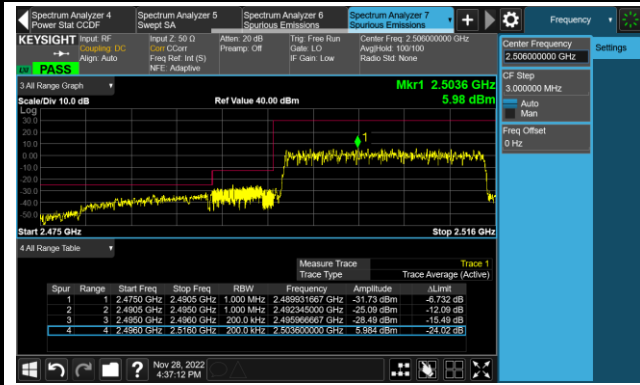 Spectrum Analyzer 4
Power Stat CCDF
Spectrum Analyzer 5
Swept SA
Spectrum Analyzer 6
Spurious Emissions
Spectrum Analyzer 7
Spurious Emissions
Frequency
KEYSIGHT
Input: RF
Coupling: DC
Align: Auto
Input Z: 50 Ω
Corr CCorr
Freq Ref: Int (S)
NFE: Adaptive
Atten: 20 dB
Preamp: Off
Trig: Free Run
Gate: LO
IF Gain: Low
Center Freq: 2.506000000 GHz
Avg|Hold: 100/100
Radio Std: None
PASS
Center Frequency
2.506000000 GHz
Settings
CF Step
3.000000 MHz
Auto
Man
Freq Offset
0 Hz
3 All Range Graph
Mkr1 2.5036 GHz
Scale/Div 10.0 dB
Ref Value 40.00 dBm
5.98 dBm
Log
30.0
20.0
10.0
0.00
-10.0
-20.0
-30.0
-40.0
-50.0
1
Start 2.475 GHz
Stop 2.516 GHz
4 All Range Table
Measure Trace Trace 1
Trace Type Trace Average (Active)
Spur Range Start Freq Stop Freq RBW Frequency Amplitude ΔLimit
1 1 2.4750 GHz 2.4905 GHz 1.000 MHz 2.489931667 GHz -31.73 dBm -6.732 dB
2 2 2.4905 GHz 2.4950 GHz 1.000 MHz 2.492345000 GHz -25.09 dBm -12.09 dB
3 3 2.4950 GHz 2.4960 GHz 200.0 kHz 2.495966667 GHz -28.49 dBm -15.49 dB
4 4 2.4960 GHz 2.5160 GHz 200.0 kHz 2.503600000 GHz 5.984 dBm -24.02 dB
Nov 28, 2022
4:37:12 PM